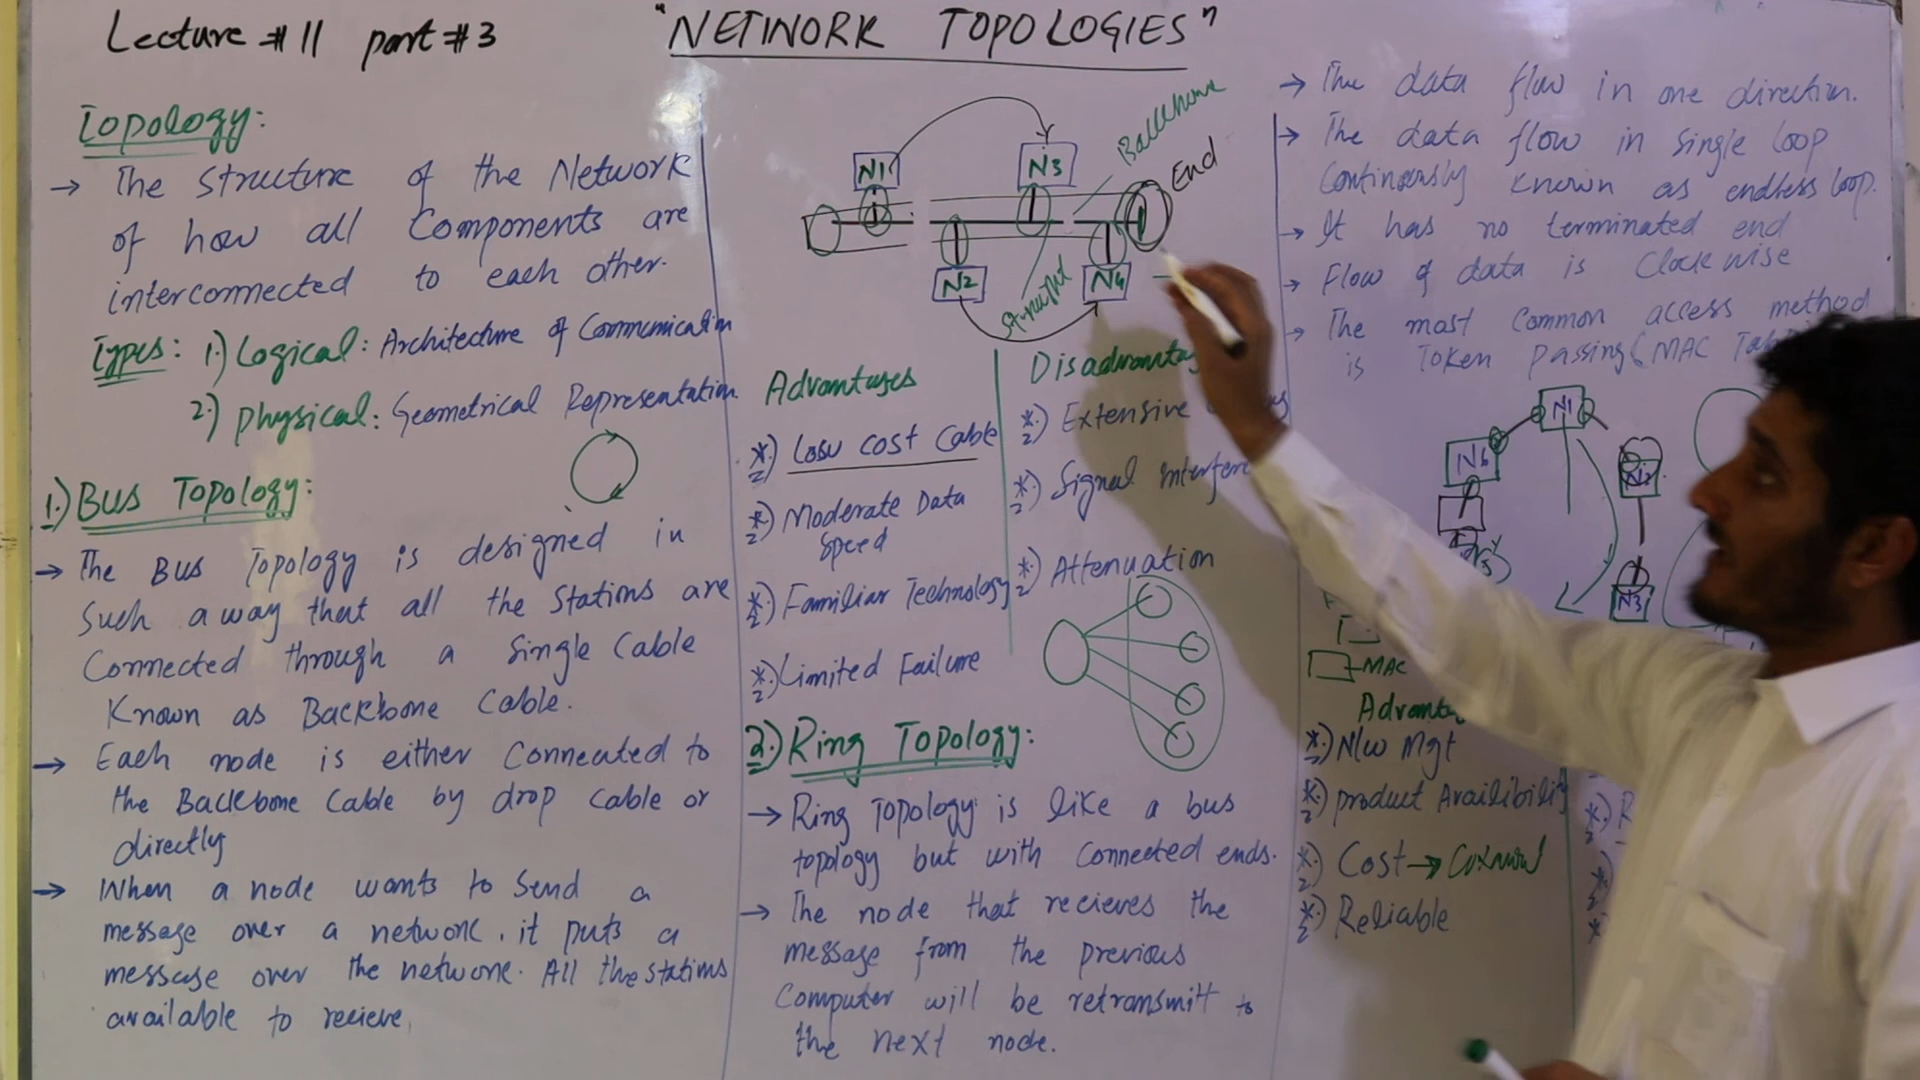 Lecture #11 part #3
"NETWORK TOPOLOGIES"
Topology:
→ The structure of the Network
of how all Components are
interconnected to each other.
Types: 1.) Logical: Architecture of Communication
2.) Physical: Geometrical Representation
1.) Bus Topology:
→ The Bus Topology is designed in
such a way that all the stations are
Connected through a single Cable
Known as Backbone Cable.
→ Each node is either Connected to
the Backbone Cable by drop cable or
directly
→ When a node wants to send a
message over a network, it puts a
message over the network. All the stations
available to recieve.
N1
N3
Backbone
End
N2
N4
straight
Advantages
*) Low cost Cable
*) Moderate Data
Speed
*) Familiar Technology
*) Limited Failure
Disadvanta
*) Extensive
*) Signal Interfere
*) Attenuation
2.) Ring Topology:
→ Ring Topology is like a bus
topology but with Connected ends.
→ The node that recieves the
message from the previous
Computer will be retransmitt to
the next node.
→ The data flow in one direction.
→ The data flow in single loop
Continously known as endless loop.
→ It has no terminated end
→ Flow of data is Clockwise
→ The most Common access method
is Token passing (MAC
N1
N6
N2
N3
MAC
Advanta
*) N/w Mgt
*) product Availibility
*) Cost →
*) Reliable
*) R